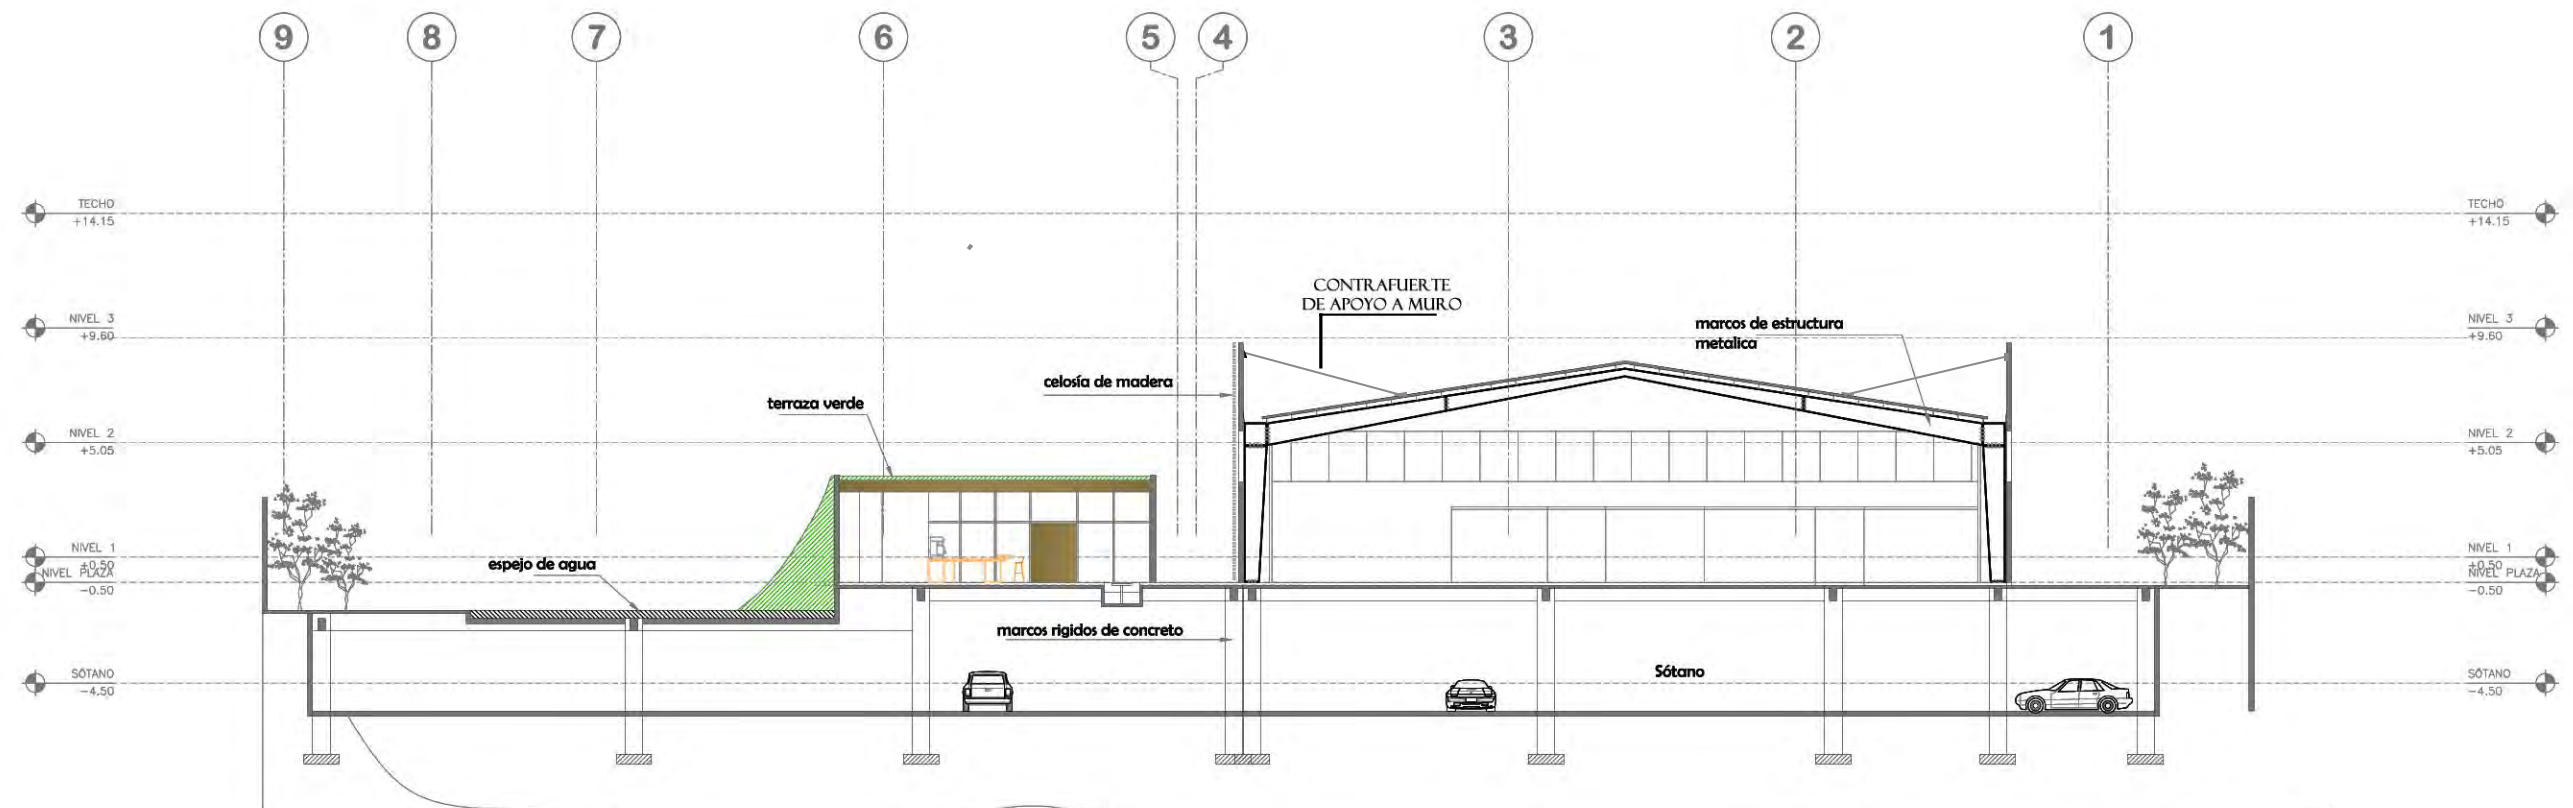 9 8 7 6 5 4 3 2 1
TECHO
+14.15
TECHO
+14.15
CONTRAFUERTE
DE APOYO A MURO
NIVEL 3
+9.60
marcos de estructura
metalica
NIVEL 3
+9.60
celosía de madera
terraza verde
NIVEL 2
+5.05
NIVEL 2
+5.05
NIVEL 1
+0.50
NIVEL PLAZA
-0.50
espejo de agua
NIVEL 1
+0.50
NIVEL PLAZA
-0.50
marcos rigidos de concreto
Sótano
SÓTANO
-4.50
SÓTANO
-4.50